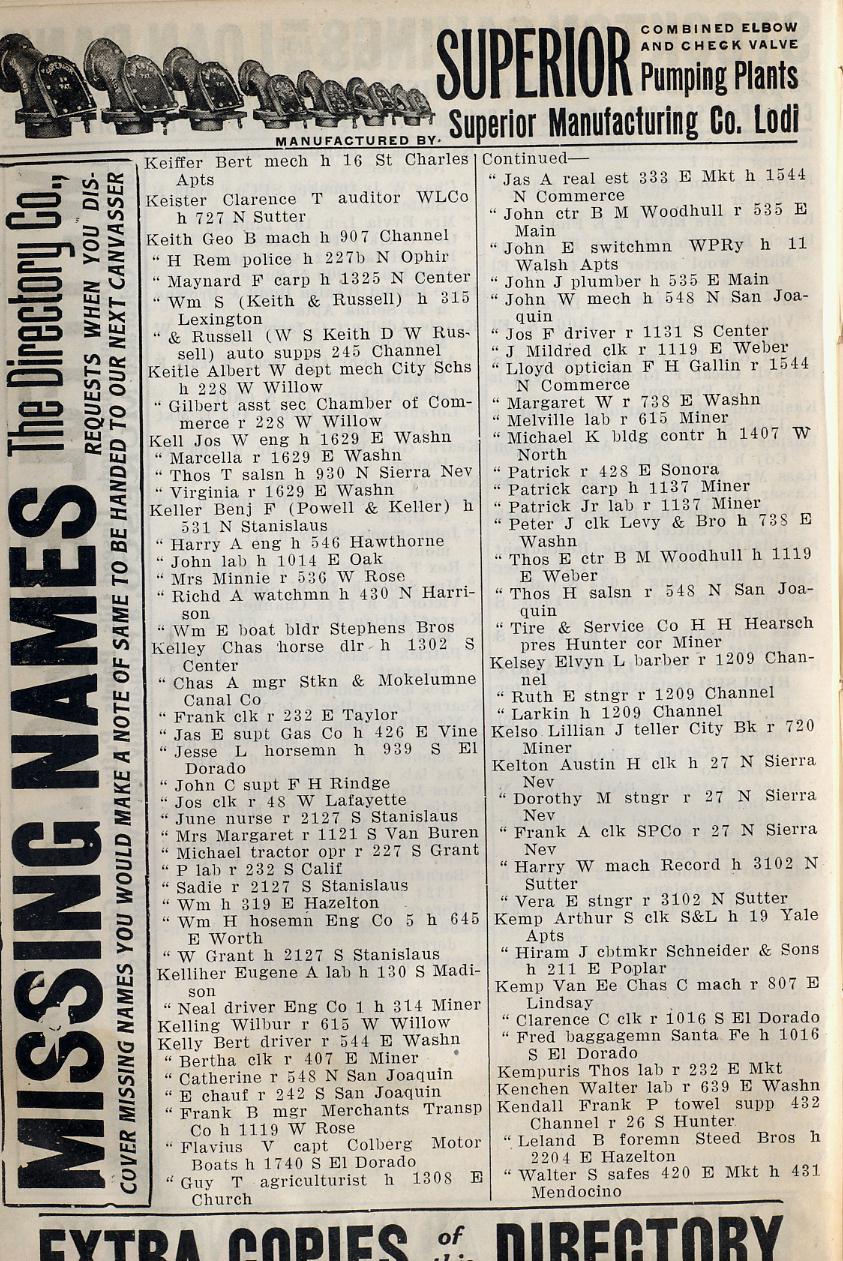 SUPERIOR
COMBINED ELBOW
AND CHECK VALVE
Pumping Plants
MANUFACTURED BY-
Superior Manufacturing Co. Lodi
MISSING NAMES The Directory Co.,
REQUESTS WHEN YOU DIS-
COVER MISSING NAMES YOU WOULD MAKE A NOTE OF SAME TO BE HANDED TO OUR NEXT CANVASSER
Keiffer Bert mech h 16 St Charles
Apts
Keister Clarence T auditor WLCo
h 727 N Sutter
Keith Geo B mach h 907 Channel
“ H Rem police h 227b N Ophir
“ Maynard F carp h 1325 N Center
“ Wm S (Keith & Russell) h 315
Lexington
“ & Russell (W S Keith D W Rus-
sell) auto supps 245 Channel
Keitle Albert W dept mech City Schs
h 228 W Willow
“ Gilbert asst sec Chamber of Com-
merce r 228 W Willow
Kell Jos W eng h 1629 E Washn
“ Marcella r 1629 E Washn
“ Thos T salsn h 930 N Sierra Nev
“ Virginia r 1629 E Washn
Keller Benj F (Powell & Keller) h
531 N Stanislaus
“ Harry A eng h 546 Hawthorne
“ John lab h 1014 E Oak
“ Mrs Minnie r 536 W Rose
“ Richd A watchmn h 430 N Harri-
son
“ Wm E boat bldr Stephens Bros
Kelley Chas horse dlr h 1302 S
Center
“ Chas A mgr Stkn & Mokelumne
Canal Co
“ Frank clk r 232 E Taylor
“ Jas E supt Gas Co h 426 E Vine
“ Jesse L horsemn h 939 S El
Dorado
“ John C supt F H Rindge
“ Jos clk r 48 W Lafayette
“ June nurse r 2127 S Stanislaus
“ Mrs Margaret r 1121 S Van Buren
“ Michael tractor opr r 227 S Grant
“ P lab r 232 S Calif
“ Sadie r 2127 S Stanislaus
“ Wm h 319 E Hazelton
“ Wm H hosemn Eng Co 5 h 645
E Worth
“ W Grant h 2127 S Stanislaus
Kelliher Eugene A lab h 130 S Madi-
son
“ Neal driver Eng Co 1 h 314 Miner
Kelling Wilbur r 615 W Willow
Kelly Bert driver r 544 E Washn
“ Bertha clk r 407 E Miner
“ Catherine r 548 N San Joaquin
“ E chauf r 242 S San Joaquin
“ Frank B mgr Merchants Transp
Co h 1119 W Rose
“ Flavius V capt Colberg Motor
Boats h 1740 S El Dorado
“ Guy T agriculturist h 1308 E
Church
Continued—
“ Jas A real est 333 E Mkt h 1544
N Commerce
“ John ctr B M Woodhull r 535 E
Main
“ John E switchmn WPRy h 11
Walsh Apts
“ John J plumber h 535 E Main
“ John W mech h 548 N San Joa-
quin
“ Jos F driver r 1131 S Center
“ J Mildred clk r 1119 E Weber
“ Lloyd optician F H Gallin r 1544
N Commerce
“ Margaret W r 738 E Washn
“ Melville lab r 615 Miner
“ Michael K bldg contr h 1407 W
North
“ Patrick r 428 E Sonora
“ Patrick carp h 1137 Miner
“ Patrick Jr lab r 1137 Miner
“ Peter J clk Levy & Bro h 738 E
Washn
“ Thos E ctr B M Woodhull h 1119
E Weber
“ Thos H salsn r 548 N San Joa-
quin
“ Tire & Service Co H H Hearsch
pres Hunter cor Miner
Kelsey Elvyn L barber r 1209 Chan-
nel
“ Ruth E stngr r 1209 Channel
“ Larkin h 1209 Channel
Kelso Lillian J teller City Bk r 720
Miner
Kelton Austin H clk h 27 N Sierra
Nev
“ Dorothy M stngr r 27 N Sierra
Nev
“ Frank A clk SPCo r 27 N Sierra
Nev
“ Harry W mach Record h 3102 N
Sutter
“ Vera E stngr r 3102 N Sutter
Kemp Arthur S clk S&L h 19 Yale
Apts
“ Hiram J cbtmkr Schneider & Sons
h 211 E Poplar
Kemp Van Ee Chas C mach r 807 E
Lindsay
“ Clarence C clk r 1016 S El Dorado
“ Fred baggagemn Santa Fe h 1016
S El Dorado
Kempuris Thos lab r 232 E Mkt
Kenchen Walter lab r 639 E Washn
Kendall Frank P towel supp 432
Channel r 26 S Hunter
“ Leland B foremn Steed Bros h
2204 E Hazelton
“ Walter S safes 420 E Mkt h 431
Mendocino
EXTRA COPIES of this DIRECTORY